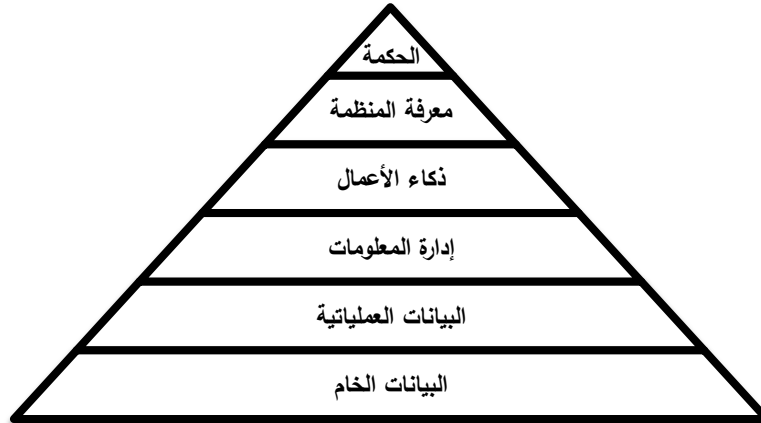 الحكمة
معرفة المنظمة
ذكاء الأعمال
إدارة المعلومات
البيانات العملياتية
البيانات الخام